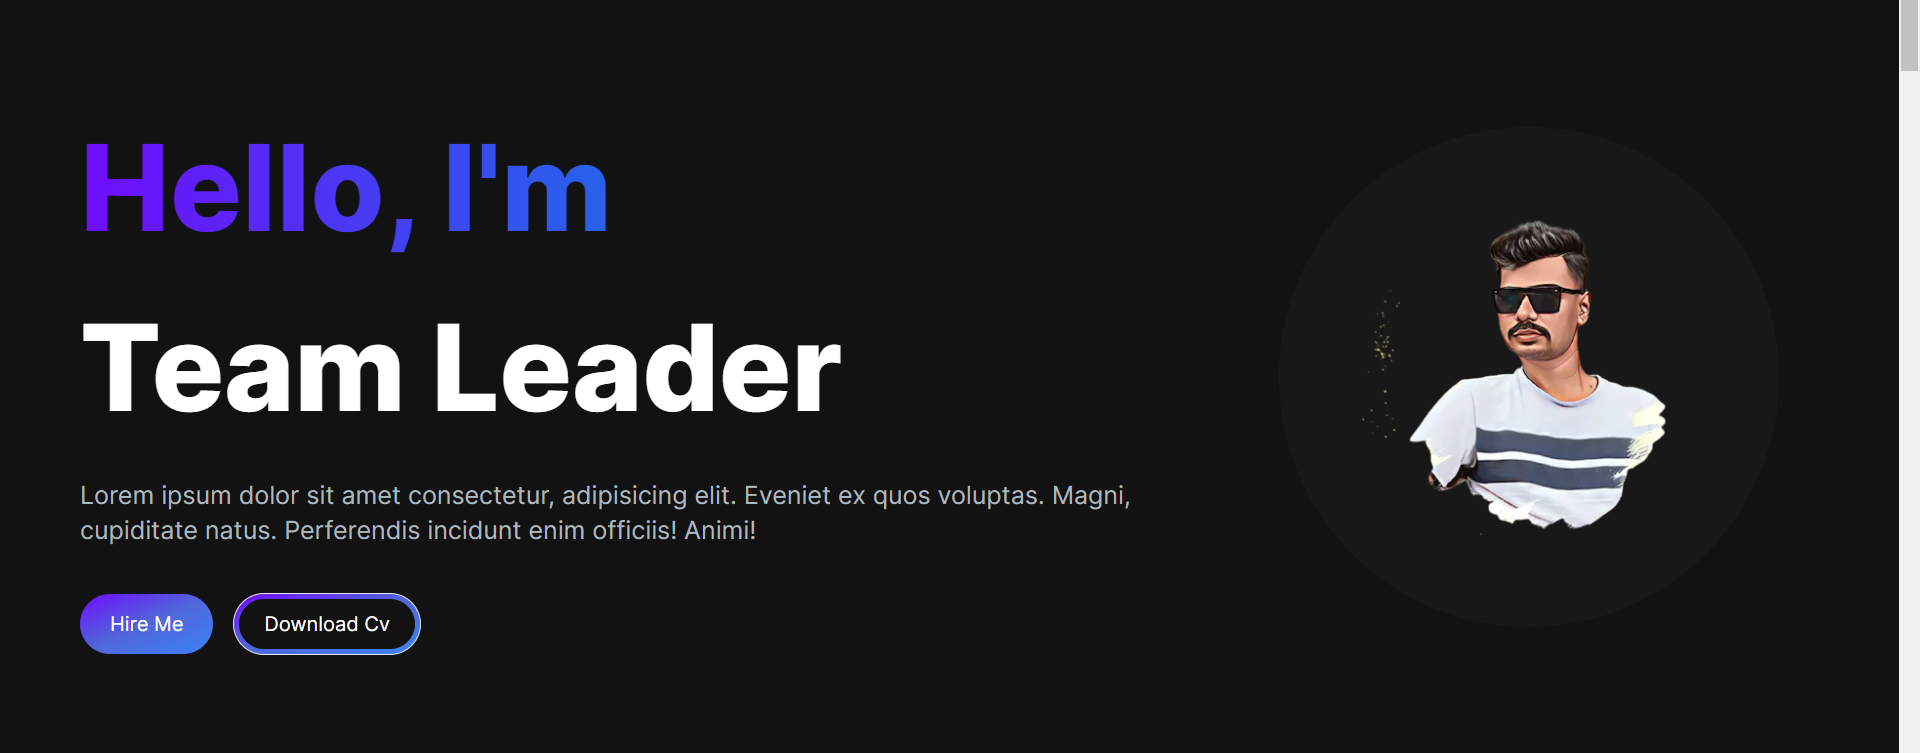 Hello, I'm
Team Leader
Lorem ipsum dolor sit amet consectetur, adipisicing elit. Eveniet ex quos voluptas. Magni,
cupiditate natus. Perferendis incidunt enim officiis! Animi!
Hire Me
Download Cv